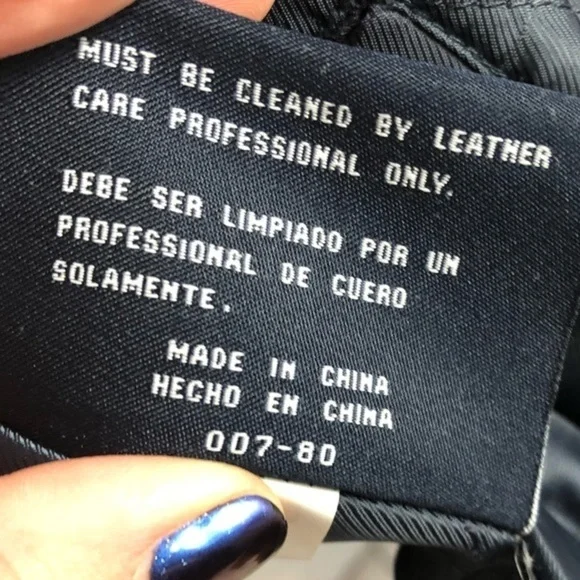 MUST BE CLEANED BY LEATHER
CARE PROFESSIONAL ONLY.
DEBE SER LIMPIADO POR UN
PROFESSIONAL DE CUERO
SOLAMENTE.
MADE IN CHINA
HECHO EN CHINA
007-80